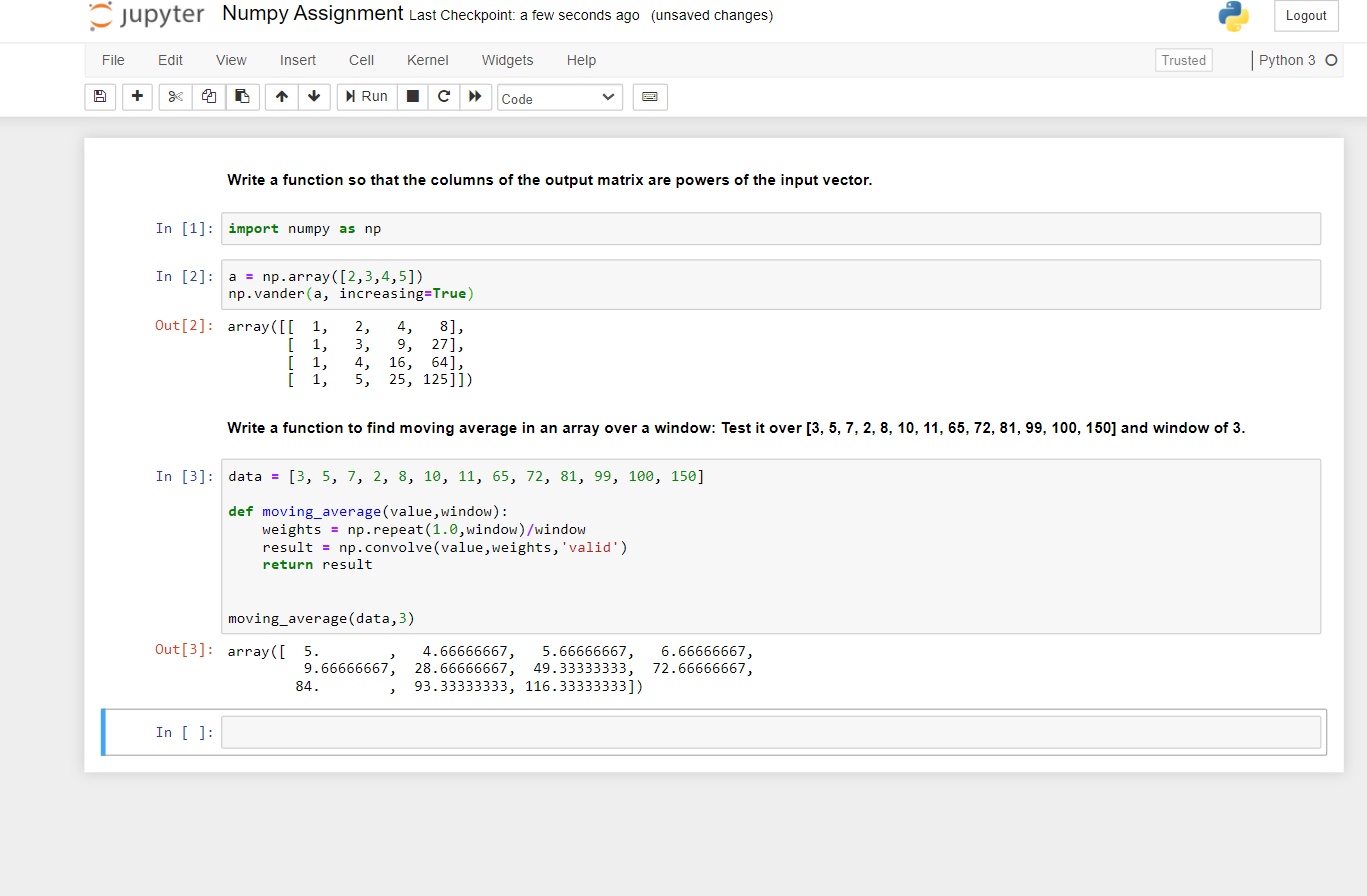 jupyter Numpy Assignment Last Checkpoint: a few seconds ago (unsaved changes) Logout
File Edit View Insert Cell Kernel Widgets Help Trusted Python 3
Run Code
Write a function so that the columns of the output matrix are powers of the input vector.
In [1]: import numpy as np
In [2]: a = np.array([2,3,4,5])
np.vander(a, increasing=True)
Out[2]: array([[  1,   2,   4,   8],
       [  1,   3,   9,  27],
       [  1,   4,  16,  64],
       [  1,   5,  25, 125]])
Write a function to find moving average in an array over a window: Test it over [3, 5, 7, 2, 8, 10, 11, 65, 72, 81, 99, 100, 150] and window of 3.
In [3]: data = [3, 5, 7, 2, 8, 10, 11, 65, 72, 81, 99, 100, 150]
def moving_average(value,window):
    weights = np.repeat(1.0,window)/window
    result = np.convolve(value,weights,'valid')
    return result
moving_average(data,3)
Out[3]: array([  5.        ,   4.66666667,   5.66666667,   6.66666667,
         9.66666667,  28.66666667,  49.33333333,  72.66666667,
        84.        ,  93.33333333, 116.33333333])
In [ ]: